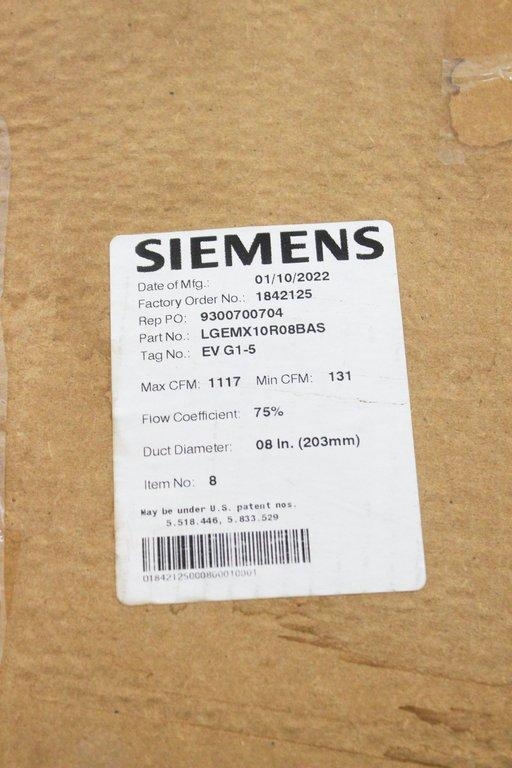 SIEMENS
Date of Mfg.: 01/10/2022
Factory Order No.: 1842125
Rep PO: 9300700704
Part No.: LGEMX10R08BAS
Tag No.: EV G1-5
Max CFM: 1117 Min CFM: 131
Flow Coefficient: 75%
Duct Diameter: 08 In. (203mm)
Item No: 8
May be under U.S. patent nos.
5.518.446, 5.833.529
01842125000800010001